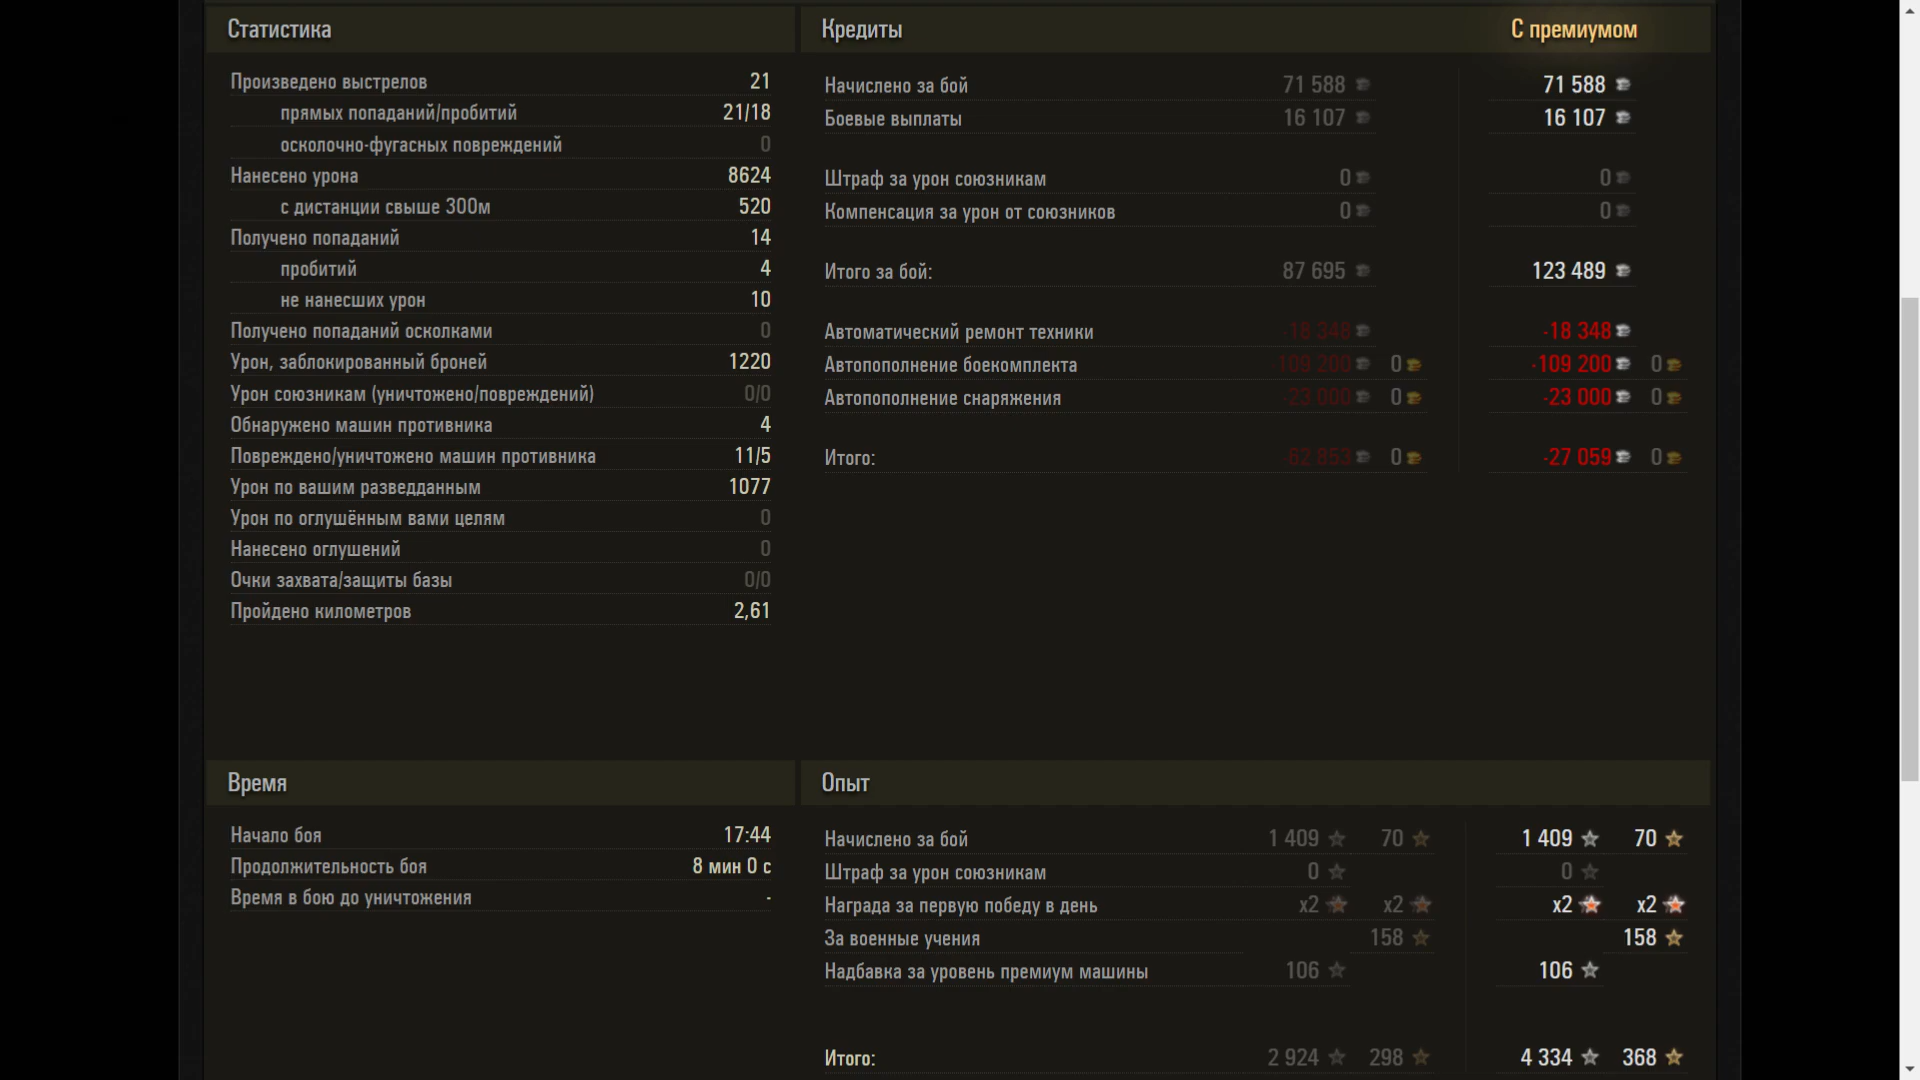 Статистика
Произведено выстрелов 21
прямых попаданий/пробитий 21/18
осколочно-фугасных повреждений 0
Нанесено урона 8624
с дистанции свыше 300м 520
Получено попаданий 14
пробитий 4
не нанесших урон 10
Получено попаданий осколками 0
Урон, заблокированный броней 1220
Урон союзникам (уничтожено/повреждений) 0/0
Обнаружено машин противника 4
Повреждено/уничтожено машин противника 11/5
Урон по вашим разведданным 1077
Урон по оглушённым вами целям 0
Нанесено оглушений 0
Очки захвата/защиты базы 0/0
Пройдено километров 2,61
Кредиты С премиумом
Начислено за бой 71 588 71 588
Боевые выплаты 16 107 16 107
Штраф за урон союзникам 0 0
Компенсация за урон от союзников 0 0
Итого за бой: 87 695 123 489
Автоматический ремонт техники -18 348 -18 348
Автопополнение боекомплекта -109 200 0 -109 200 0
Автопополнение снаряжения -23 000 0 -23 000 0
Итого: -62 853 0 -27 059 0
Время
Начало боя 17:44
Продолжительность боя 8 мин 0 с
Время в бою до уничтожения -
Опыт
Начислено за бой 1 409 70 1 409 70
Штраф за урон союзникам 0 0
Награда за первую победу в день x2 x2 x2 x2
За военные учения 158 158
Надбавка за уровень премиум машины 106 106
Итого: 2 924 298 4 334 368